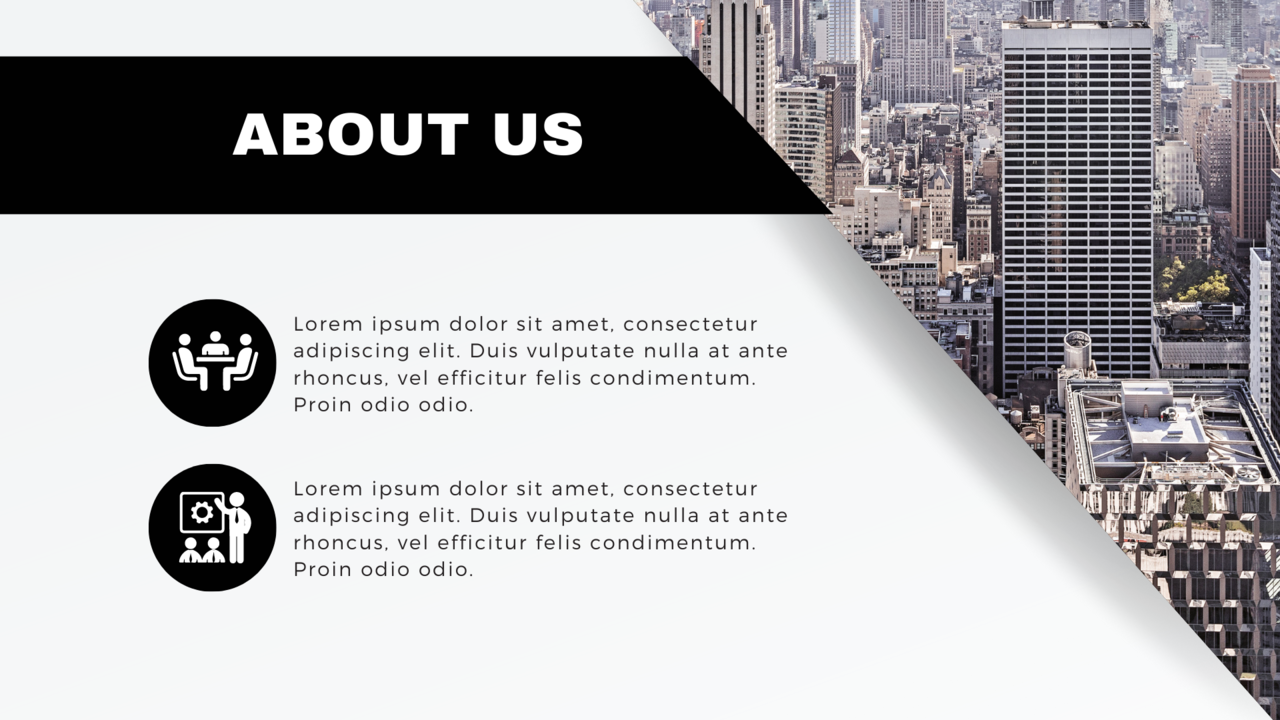 ABOUT US
Lorem ipsum dolor sit amet, consectetur
adipiscing elit. Duis vulputate nulla at ante
rhoncus, vel efficitur felis condimentum.
Proin odio odio.
Lorem ipsum dolor sit amet, consectetur
adipiscing elit. Duis vulputate nulla at ante
rhoncus, vel efficitur felis condimentum.
Proin odio odio.